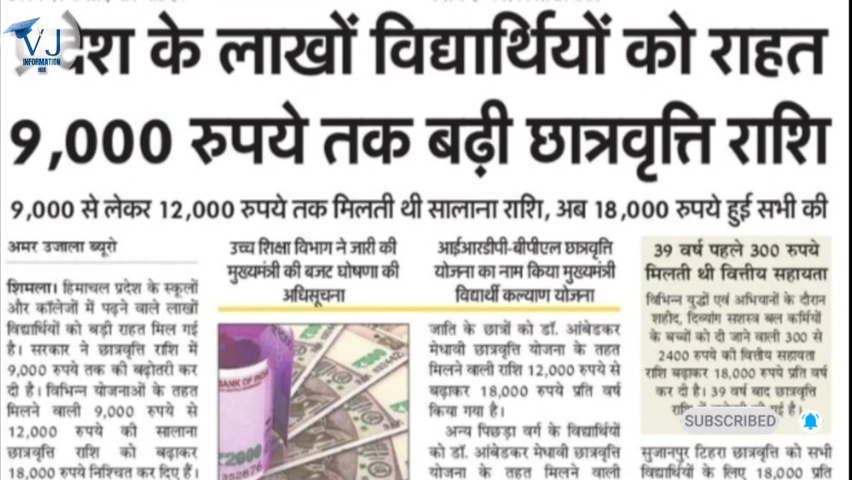 VJ
INFORMATION
HUB
के लाखों विद्यार्थियों को राहत
9,000 रुपये तक बढ़ी छात्रवृत्ति राशि
9,000 से लेकर 12,000 रुपये तक मिलती थी सालाना राशि, अब 18,000 रुपये हुई सभी की
अमर उजाला ब्यूरो
शिमला। हिमाचल प्रदेश के स्कूलों
और कॉलेजों में पढ़ने वाले लाखों
विद्यार्थियों को बड़ी राहत मिल गई
है। सरकार ने छात्रवृत्ति राशि में
9,000 रुपये तक की बढ़ोतरी कर
दी है। विभिन्न योजनाओं के तहत
मिलने वाली 9,000 रुपये से
12,000 रुपये की सालाना
छात्रवृत्ति राशि को बढ़ाकर
18,000 रुपये निश्चित कर दिए हैं।
उच्च शिक्षा विभाग ने जारी की
मुख्यमंत्री की बजट घोषणा की
अधिसूचना
BANK OF INDI
₹2000
352676
आईआरडीपी-बीपीएल छात्रवृत्ति
योजना का नाम किया मुख्यमंत्री
विद्यार्थी कल्याण योजना
जाति के छात्रों को डॉ. आंबेडकर
मेधावी छात्रवृत्ति योजना के तहत
मिलने वाली राशि 12,000 रुपये से
बढ़ाकर 18,000 रुपये प्रति वर्ष
किया गया है।
अन्य पिछड़ा वर्ग के विद्यार्थियों
को डॉ. आंबेडकर मेधावी छात्रवृत्ति
योजना के तहत मिलने वाली
39 वर्ष पहले 300 रुपये
मिलती थी वित्तीय सहायता
विभिन्न युद्धों एवं अभियानों के दौरान
शहीद, दिव्यांग सशस्त्र बल कर्मियों
के बच्चों को दी जाने वाली 300 से
2400 रुपये की वित्तीय सहायता
राशि बढ़ाकर 18,000 रुपये प्रति वर्ष
कर दी है। 39 वर्ष बाद छात्रवृत्ति
गई है।
SUBSCRIBED
सुजानपुर टिहरा छात्रवृत्ति को सभी
विद्यार्थियों के लिए 18,000 प्रति